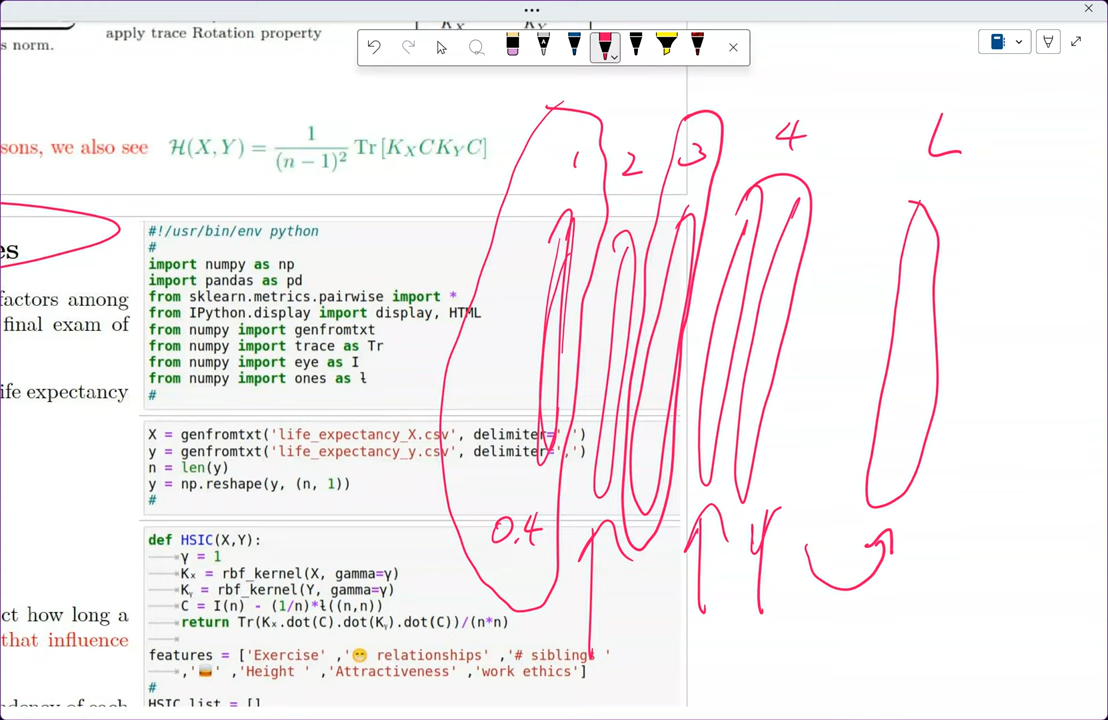 s norm.
apply trace Rotation property
K_X K_Y
sons, we also see H(X,Y) = 1/(n − 1)² Tr [K_X C K_Y C]
1 2 3 4 L
es
factors among
final exam of
ife expectancy
#!/usr/bin/env python
#
import numpy as np
import pandas as pd
from sklearn.metrics.pairwise import *
from IPython.display import display, HTML
from numpy import genfromtxt
from numpy import trace as Tr
from numpy import eye as I
from numpy import ones as ł
#
X = genfromtxt('life_expectancy_X.csv', delimiter=',')
y = genfromtxt('life_expectancy_y.csv', delimiter=',')
n = len(y)
y = np.reshape(y, (n, 1))
#
0.4
def HSIC(X,Y):
γ = 1
Kₓ = rbf_kernel(X, gamma=γ)
Kᵧ = rbf_kernel(Y, gamma=γ)
C = I(n) - (1/n)*ł((n,n))
return Tr(Kₓ.dot(C).dot(Kᵧ).dot(C))/(n*n)
ct how long a
that influence
features = ['Exercise' ,'😁 relationships' ,'# siblings '
,'🥃' ,'Height ' ,'Attractiveness' ,'work ethics']
#
HSIC_list = []
ndency of each